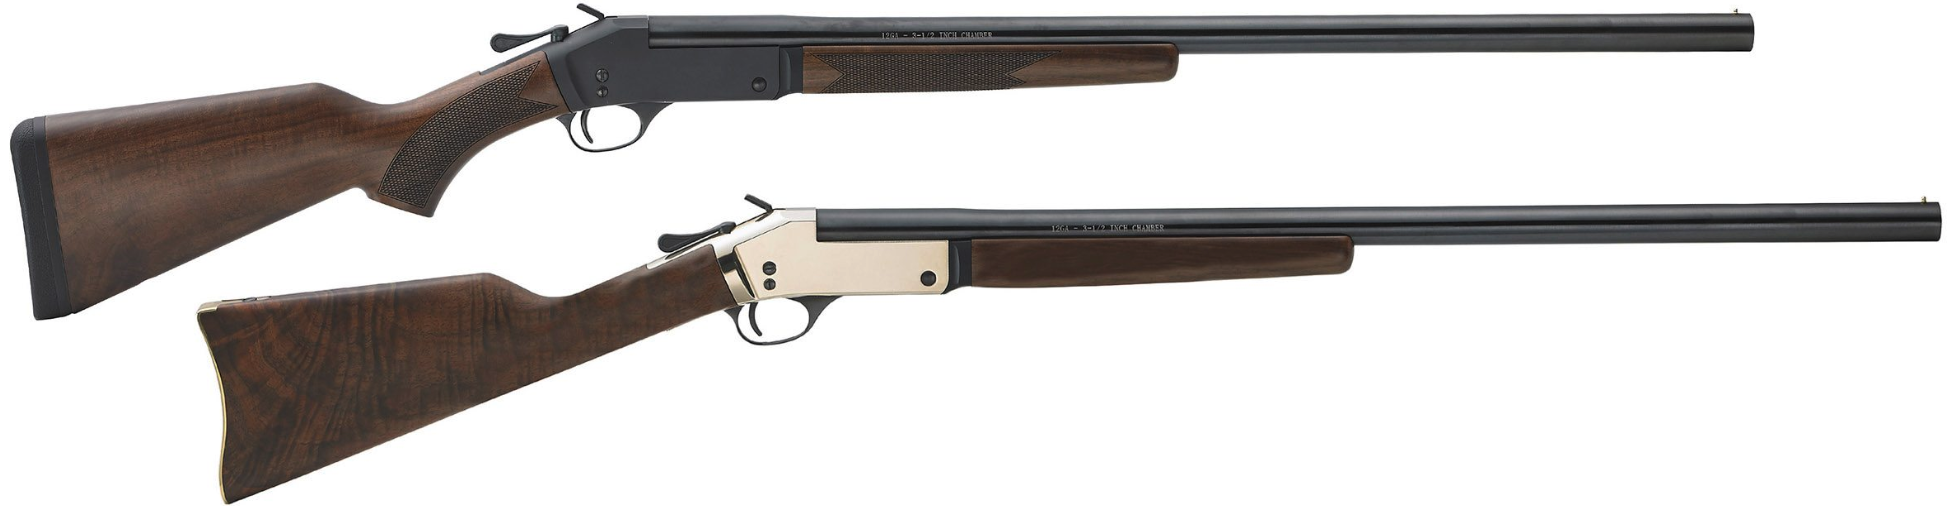 12GA - 3-1/2 INCH CHAMBER
12GA - 3-1/2 INCH CHAMBER